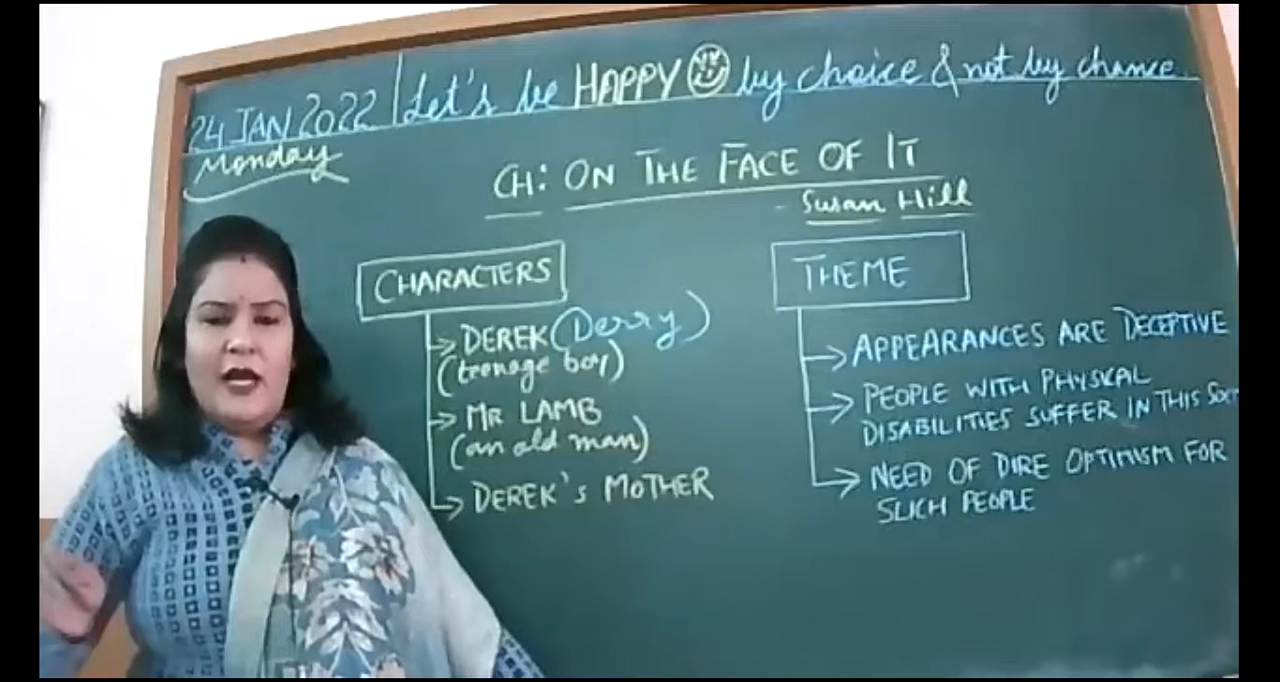 24 JAN 2022 | Let's be HAPPY by choice & not by chance
Monday
CH: ON THE FACE OF IT
- Susan Hill
CHARACTERS
DEREK (Derry)
(teenage boy)
MR LAMB
(an old man)
DEREK'S MOTHER
THEME
APPEARANCES ARE DECEPTIVE
PEOPLE WITH PHYSICAL
DISABILITIES SUFFER IN THIS
NEED OF DIRE OPTIMISM FOR
SUCH PEOPLE